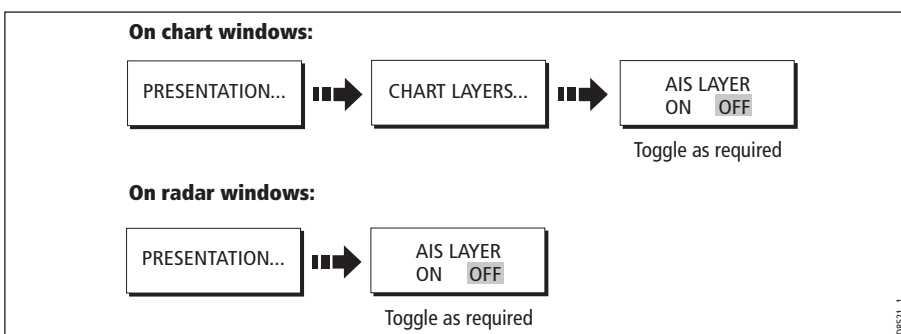 On chart windows:
PRESENTATION...
CHART LAYERS...
AIS LAYER
ON OFF
Toggle as required
On radar windows:
PRESENTATION...
AIS LAYER
ON OFF
Toggle as required
D8521_1